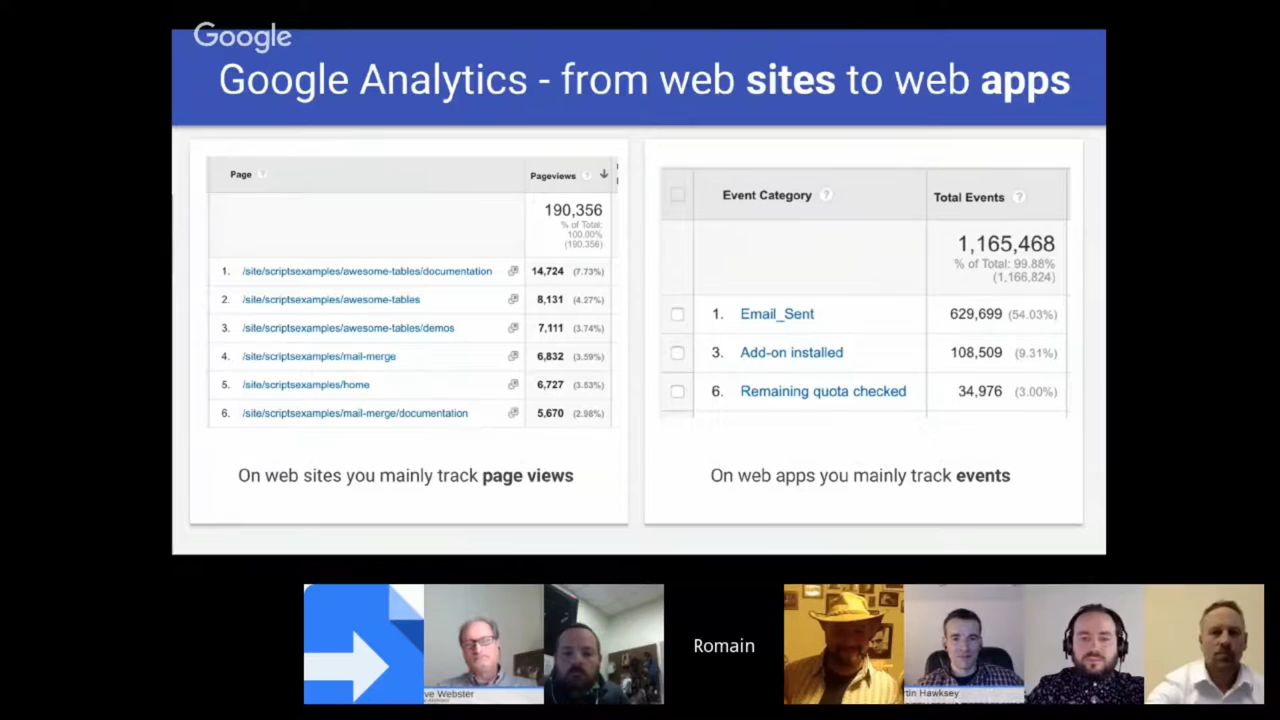 Google
Google Analytics - from web sites to web apps
Page
Pageviews
190,356
% of Total:
100.00%
(190,356)
1. /site/scriptsexamples/awesome-tables/documentation 14,724 (7.73%)
2. /site/scriptsexamples/awesome-tables 8,131 (4.27%)
3. /site/scriptsexamples/awesome-tables/demos 7,111 (3.74%)
4. /site/scriptsexamples/mail-merge 6,832 (3.59%)
5. /site/scriptsexamples/home 6,727 (3.53%)
6. /site/scriptsexamples/mail-merge/documentation 5,670 (2.98%)
On web sites you mainly track page views
Event Category
Total Events
1,165,468
% of Total: 99.88%
(1,166,824)
1. Email_Sent 629,699 (54.03%)
3. Add-on installed 108,509 (9.31%)
6. Remaining quota checked 34,976 (3.00%)
On web apps you mainly track events
ve Webster
Romain
tin Hawksey